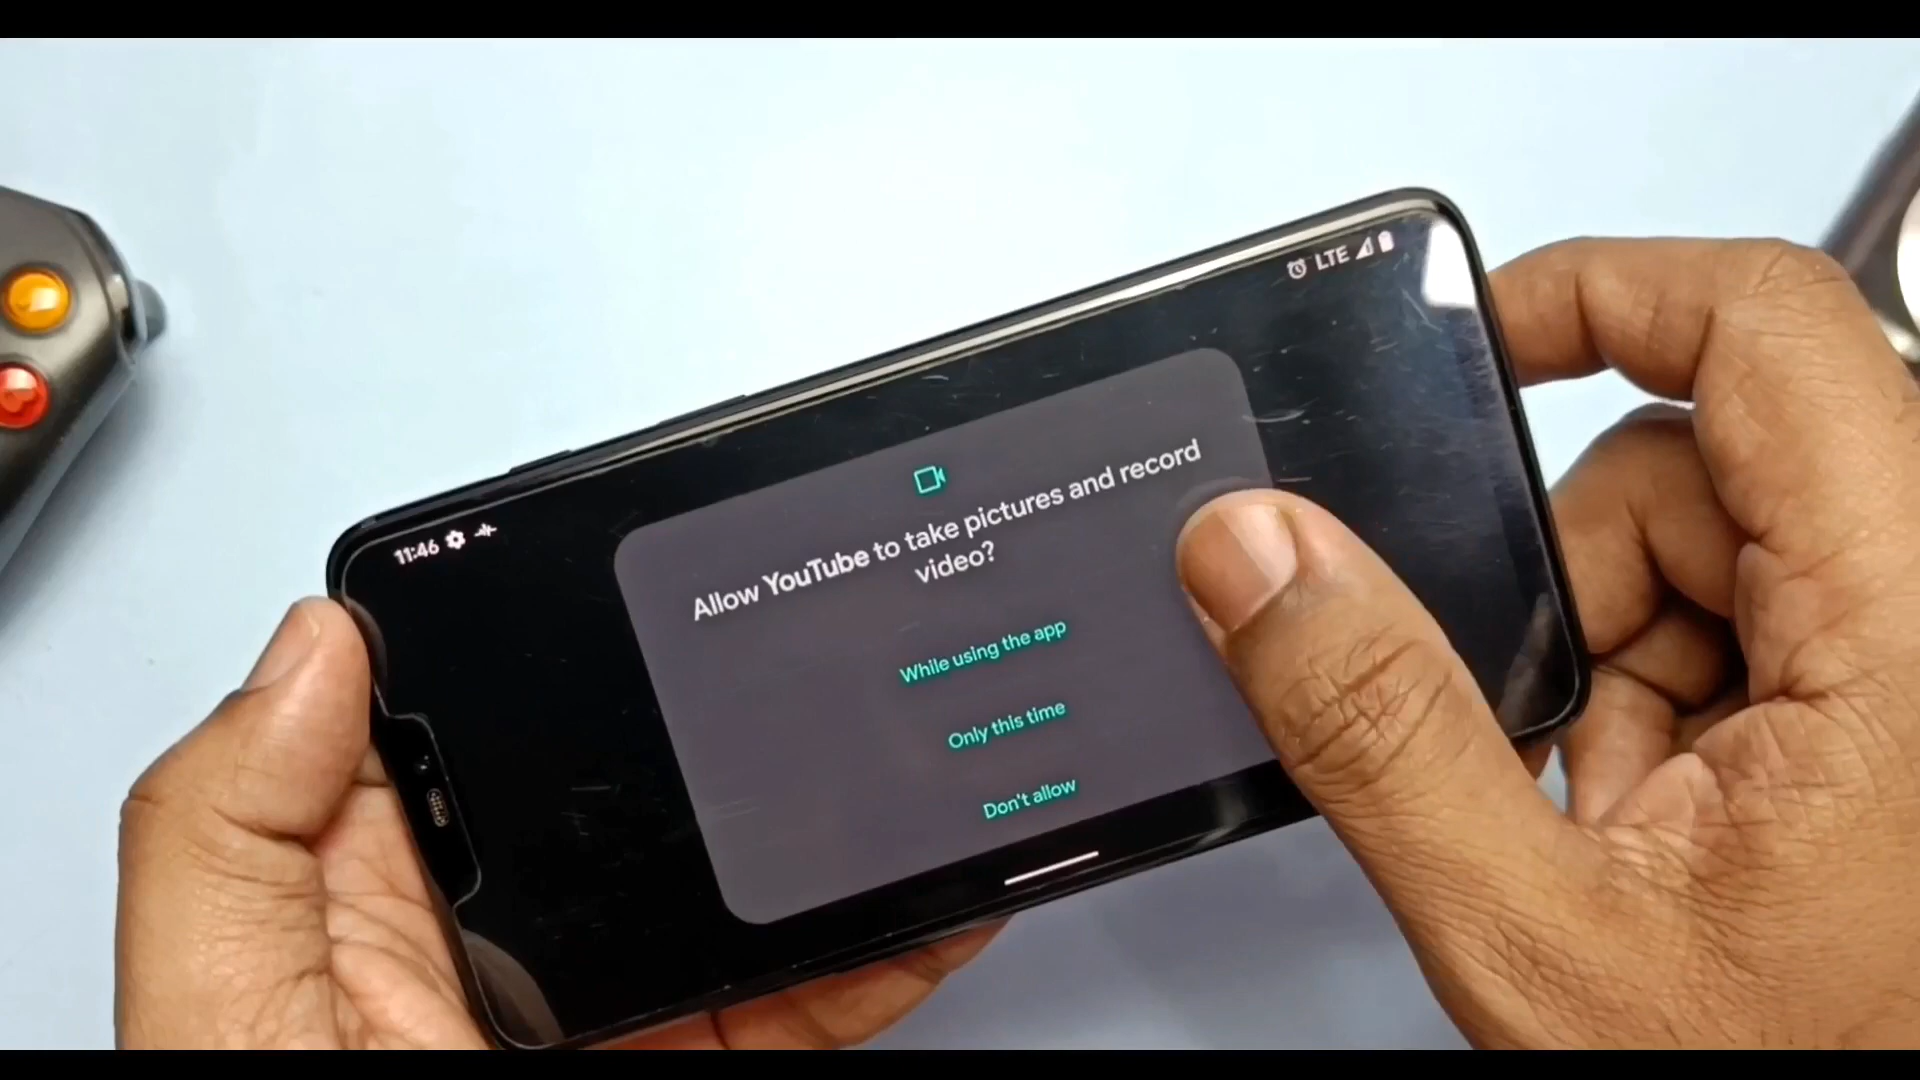 11:46
LTE
Allow YouTube to take pictures and record
video?
While using the app
Only this time
Don't allow